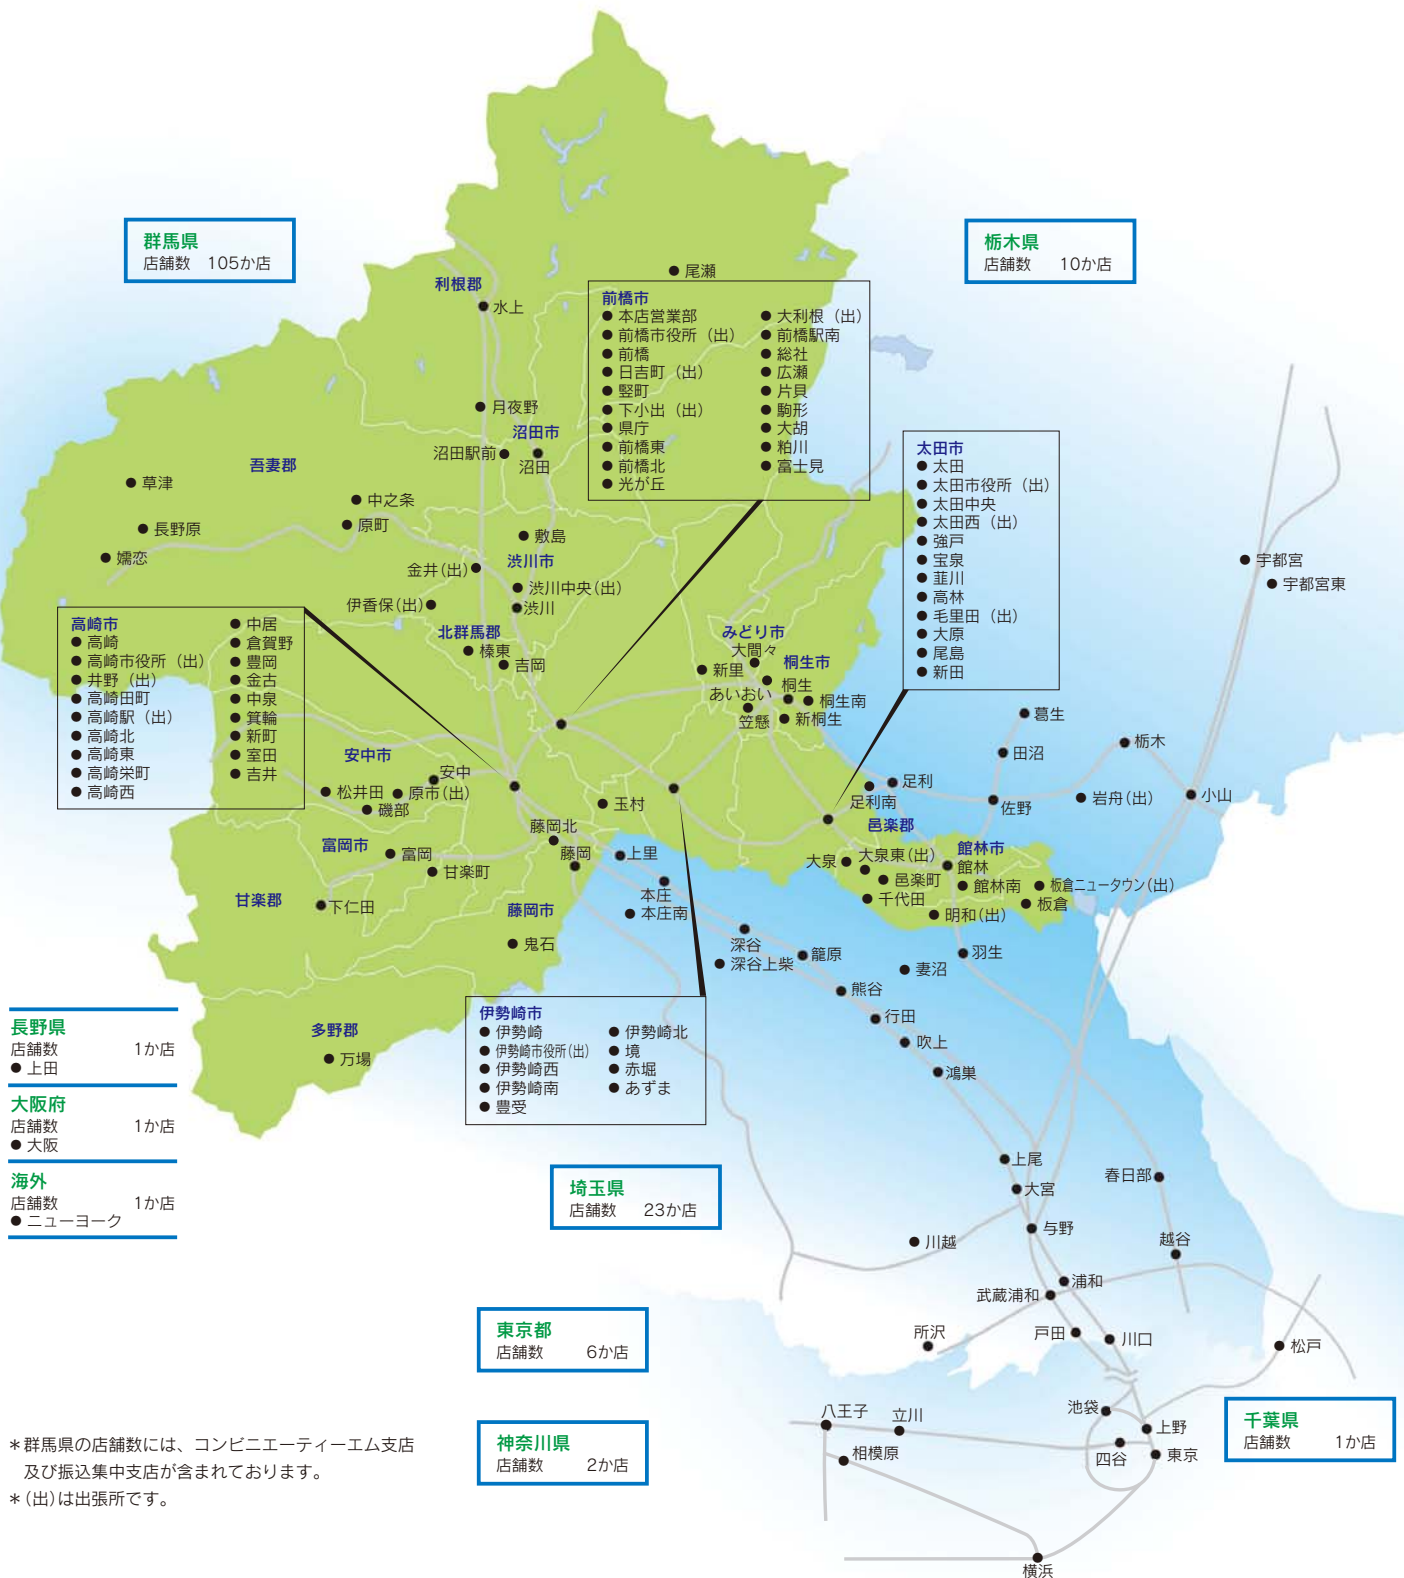 群馬県
店舗数 105か店
栃木県
店舗数 10か店
尾瀬
利根郡
水上
前橋市
本店営業部
前橋市役所（出）
前橋
日吉町（出）
竪町
下小出（出）
県庁
前橋東
前橋北
光が丘
大利根（出）
前橋駅南
総社
広瀬
片貝
駒形
大胡
粕川
富士見
月夜野
沼田市
沼田駅前
沼田
吾妻郡
草津
中之条
長野原
原町
嬬恋
敷島
渋川市
金井(出)
渋川中央(出)
伊香保(出)
渋川
北群馬郡
榛東
吉岡
太田市
太田
太田市役所（出）
太田中央
太田西（出）
強戸
宝泉
韮川
高林
毛里田（出）
大原
尾島
新田
宇都宮
宇都宮東
高崎市
高崎
高崎市役所（出）
井野（出）
高崎田町
高崎駅（出）
高崎北
高崎東
高崎栄町
高崎西
中居
倉賀野
豊岡
金古
中泉
箕輪
新町
室田
吉井
みどり市
大間々
桐生市
新里
桐生
あいおい
桐生南
笠懸
新桐生
葛生
田沼
栃木
安中市
安中
松井田
原市(出)
磯部
玉村
足利
足利南
佐野
岩舟(出)
小山
邑楽郡
藤岡北
藤岡
富岡市
富岡
甘楽町
甘楽郡
下仁田
藤岡市
鬼石
上里
本庄
本庄南
大泉
大泉東(出)
邑楽町
千代田
館林市
館林
館林南
板倉ニュータウン(出)
板倉
明和(出)
深谷
深谷上柴
籠原
妻沼
羽生
熊谷
行田
吹上
鴻巣
多野郡
万場
伊勢崎市
伊勢崎
伊勢崎市役所(出)
伊勢崎西
伊勢崎南
豊受
伊勢崎北
境
赤堀
あずま
長野県
店舗数 1か店
上田
大阪府
店舗数 1か店
大阪
海外
店舗数 1か店
ニューヨーク
埼玉県
店舗数 23か店
上尾
大宮
春日部
与野
川越
越谷
浦和
武蔵浦和
所沢
戸田
川口
松戸
東京都
店舗数 6か店
八王子
立川
池袋
上野
四谷
東京
相模原
神奈川県
店舗数 2か店
千葉県
店舗数 1か店
横浜
＊群馬県の店舗数には、コンビニエーティーエム支店
及び振込集中支店が含まれております。
＊(出)は出張所です。